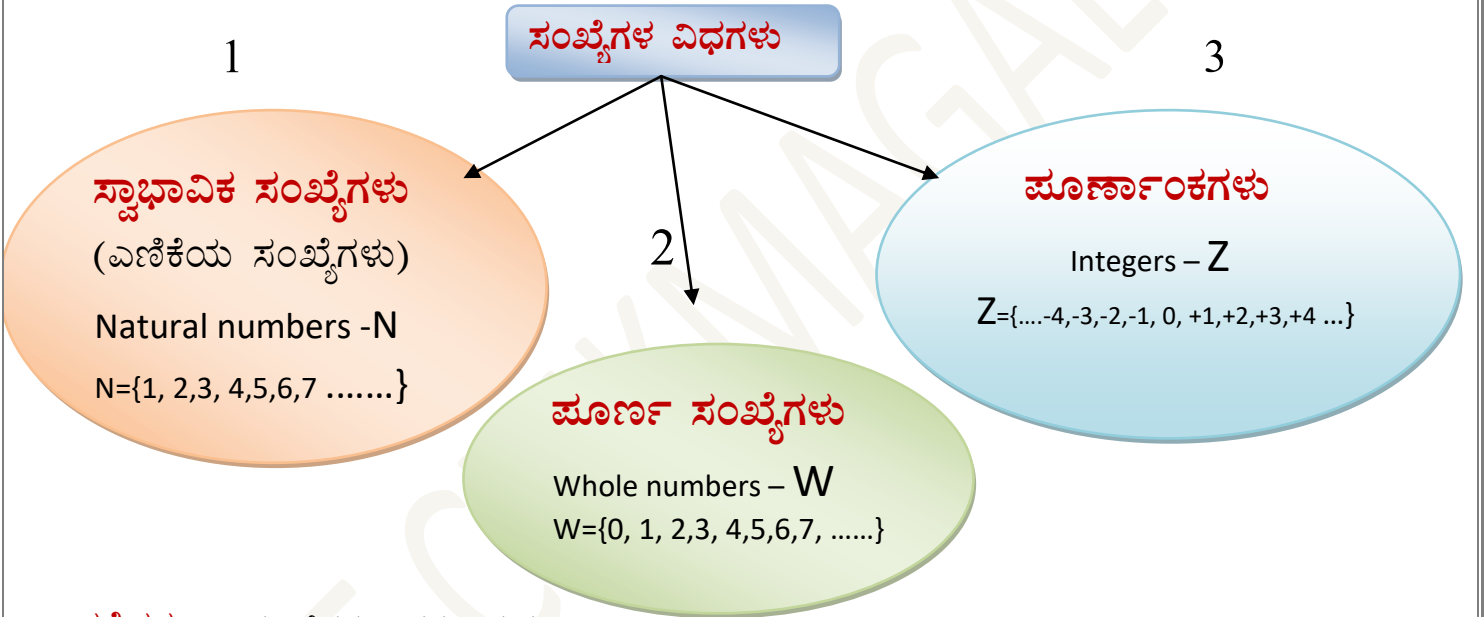 ಸಂಖ್ಯೆಗಳ ವಿಧಗಳು
1
ಸ್ವಾಭಾವಿಕ ಸಂಖ್ಯೆಗಳು
(ಎಣಿಕೆಯ ಸಂಖ್ಯೆಗಳು)
Natural numbers -N
N={1, 2,3, 4,5,6,7 .......}
2
ಪೂರ್ಣ ಸಂಖ್ಯೆಗಳು
Whole numbers – W
W={0, 1, 2,3, 4,5,6,7, ......}
3
ಪೂರ್ಣಾಂಕಗಳು
Integers – Z
Z={....-4,-3,-2,-1, 0, +1,+2,+3,+4 ...}